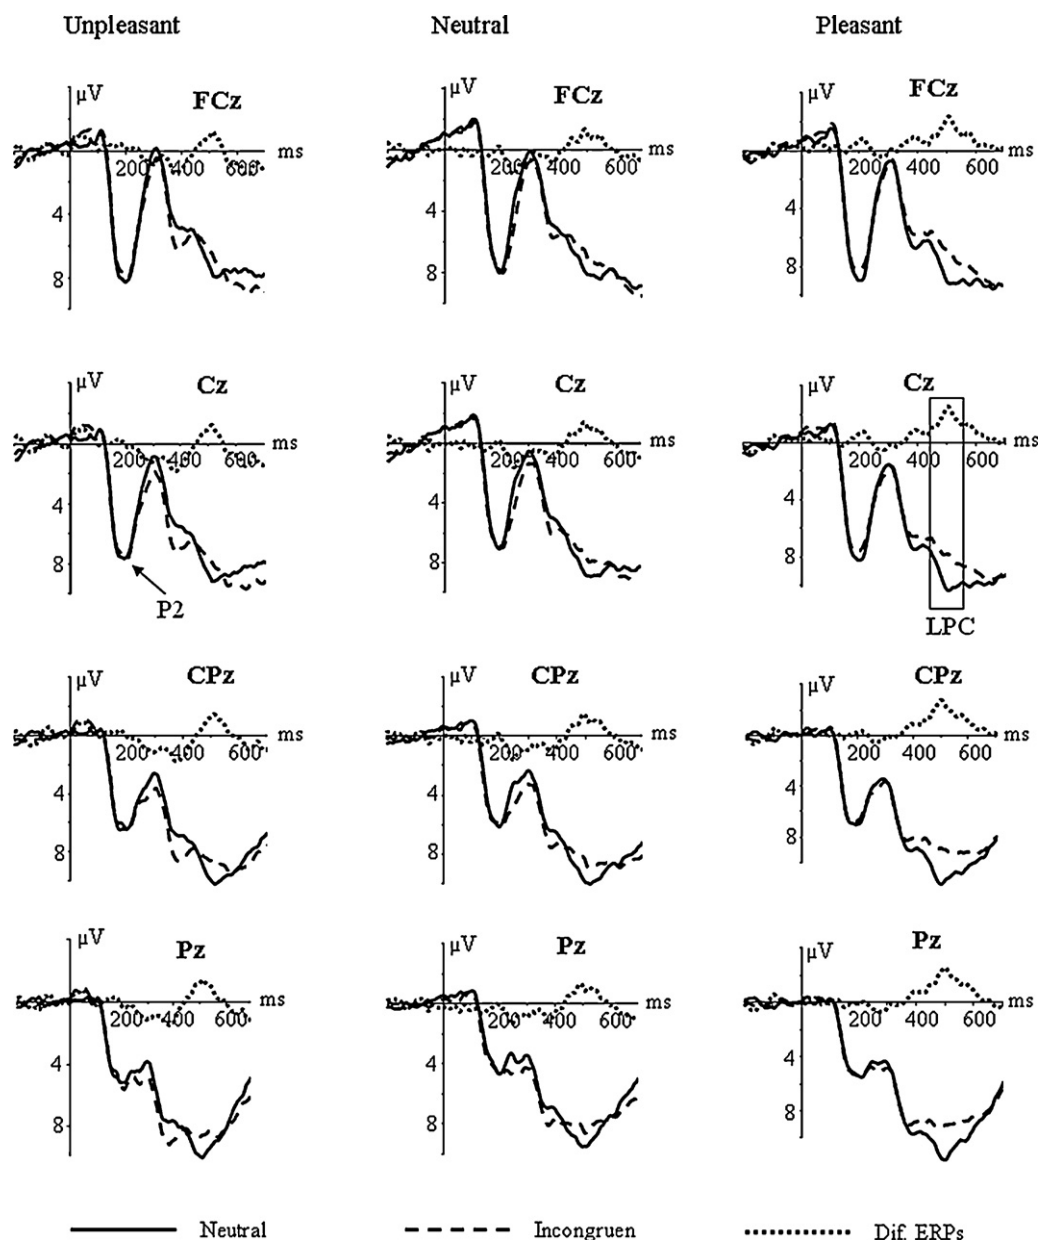 Unpleasant Neutral Pleasant
µV FCz ms 200 400 600 4 8
µV FCz ms 200 400 600 4 8
µV FCz ms 200 400 600 4 8
µV Cz ms 200 400 600 4 8 P2
µV Cz ms 200 400 600 4 8
µV Cz ms 200 400 600 4 8 LPC
µV CPz ms 200 400 600 4 8
µV CPz ms 200 400 600 4 8
µV CPz ms 200 400 600 4 8
µV Pz ms 200 400 600 4 8
µV Pz ms 200 400 600 4 8
µV Pz ms 200 400 600 4 8
Neutral Incongruen Dif. ERPs